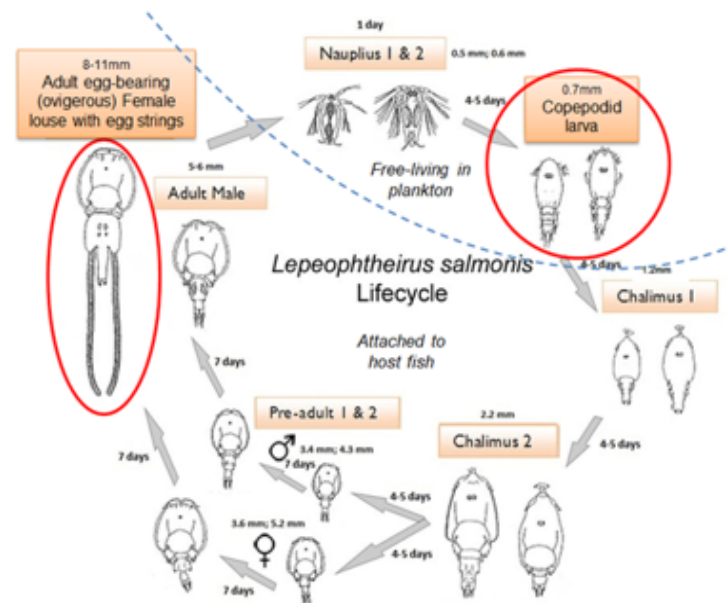 1 day
Nauplius 1 & 2
0.5 mm; 0.6 mm
8-11mm
Adult egg-bearing
(ovigerous) Female
louse with egg strings
4-5 days
0.7mm
Copepodid
larva
Free-living in
plankton
5-6 mm
Adult Male
Lepeophtheirus salmonis
Lifecycle
4-5 days
1.2mm
Chalimus 1
Attached to
host fish
7 days
Pre-adult 1 & 2
3.4 mm; 4.3 mm
7 days
2.2 mm
Chalimus 2
4-5 days
7 days
4-5 days
3.6 mm; 5.2 mm
4-5 days
7 days